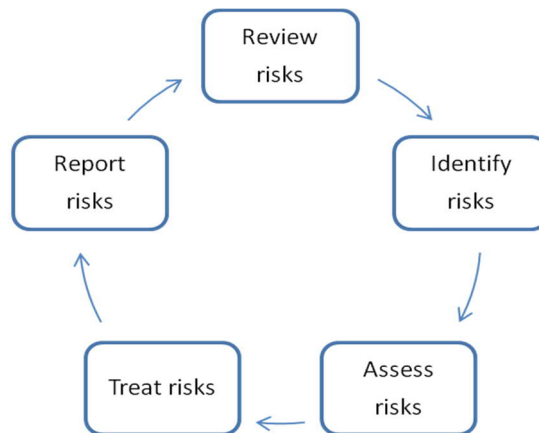 Review
risks
Identify
risks
Assess
risks
Treat risks
Report
risks